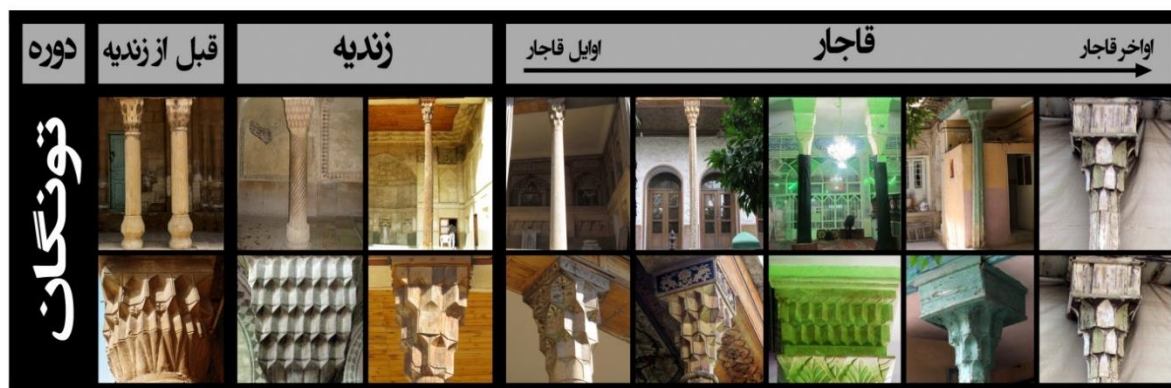 دوره
قبل از زندیه
زندیه
قاجار
اوایل قاجار
اواخر قاجار
تونگان